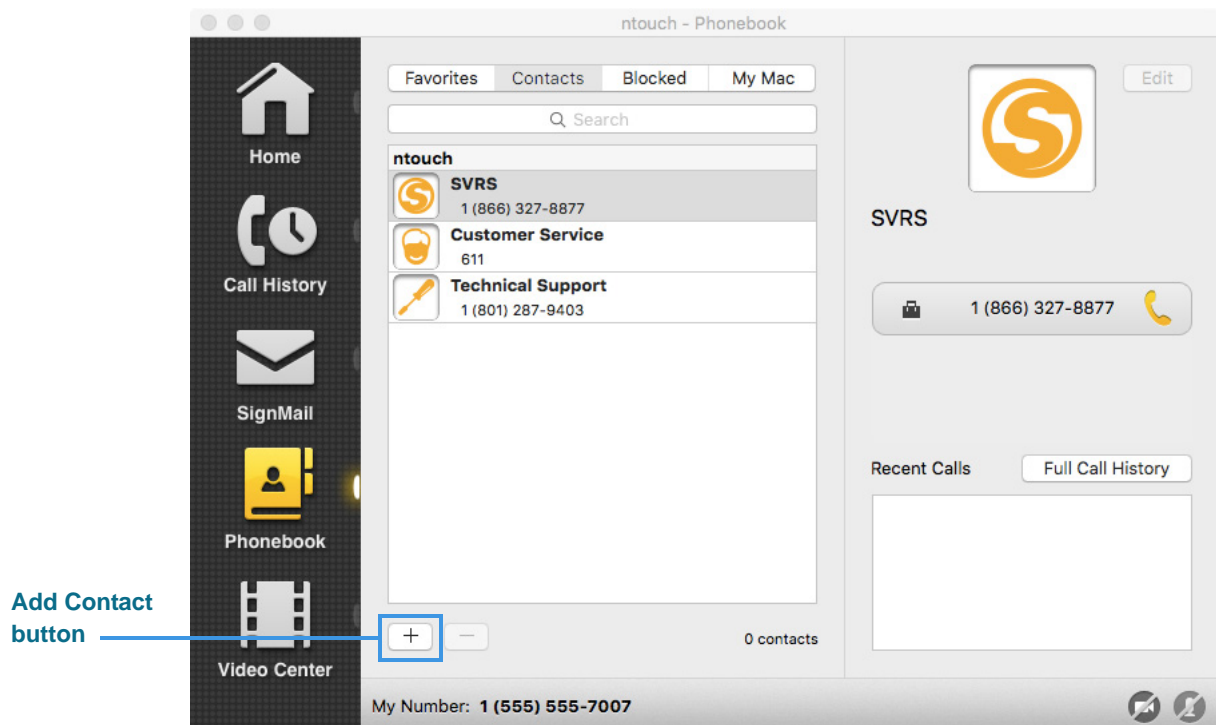 ntouch - Phonebook
Home
Call History
SignMail
Phonebook
Video Center
Add Contact
button
Favorites Contacts Blocked My Mac
Search
ntouch
SVRS
1 (866) 327-8877
Customer Service
611
Technical Support
1 (801) 287-9403
0 contacts
Edit
SVRS
1 (866) 327-8877
Recent Calls Full Call History
My Number: 1 (555) 555-7007